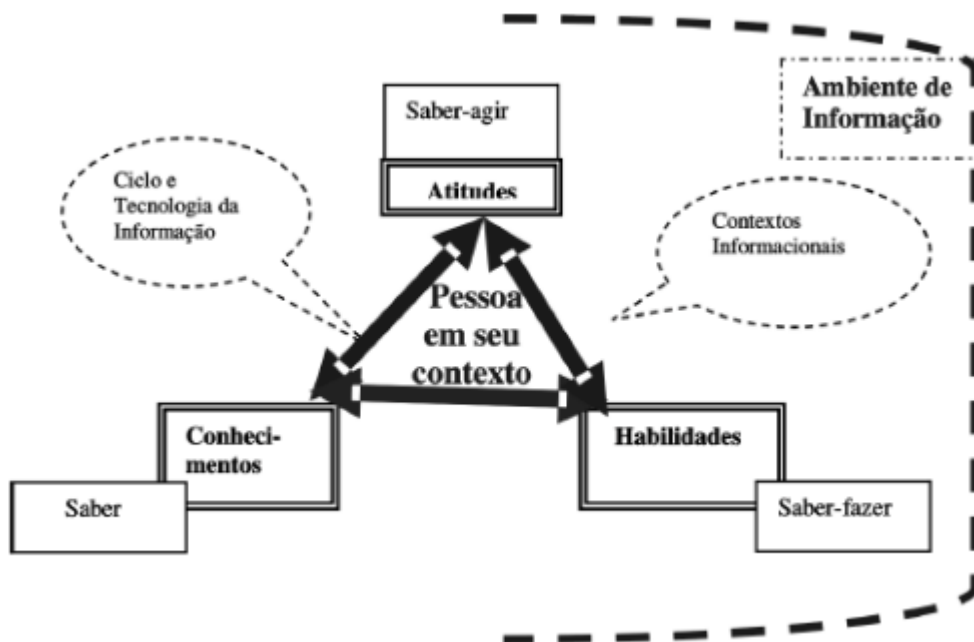 Saber-agir
Atitudes
Ambiente de
Informação
Ciclo e
Tecnologia da
Informação
Contextos
Informacionais
Pessoa
em seu
contexto
Conheci-
mentos
Saber
Habilidades
Saber-fazer